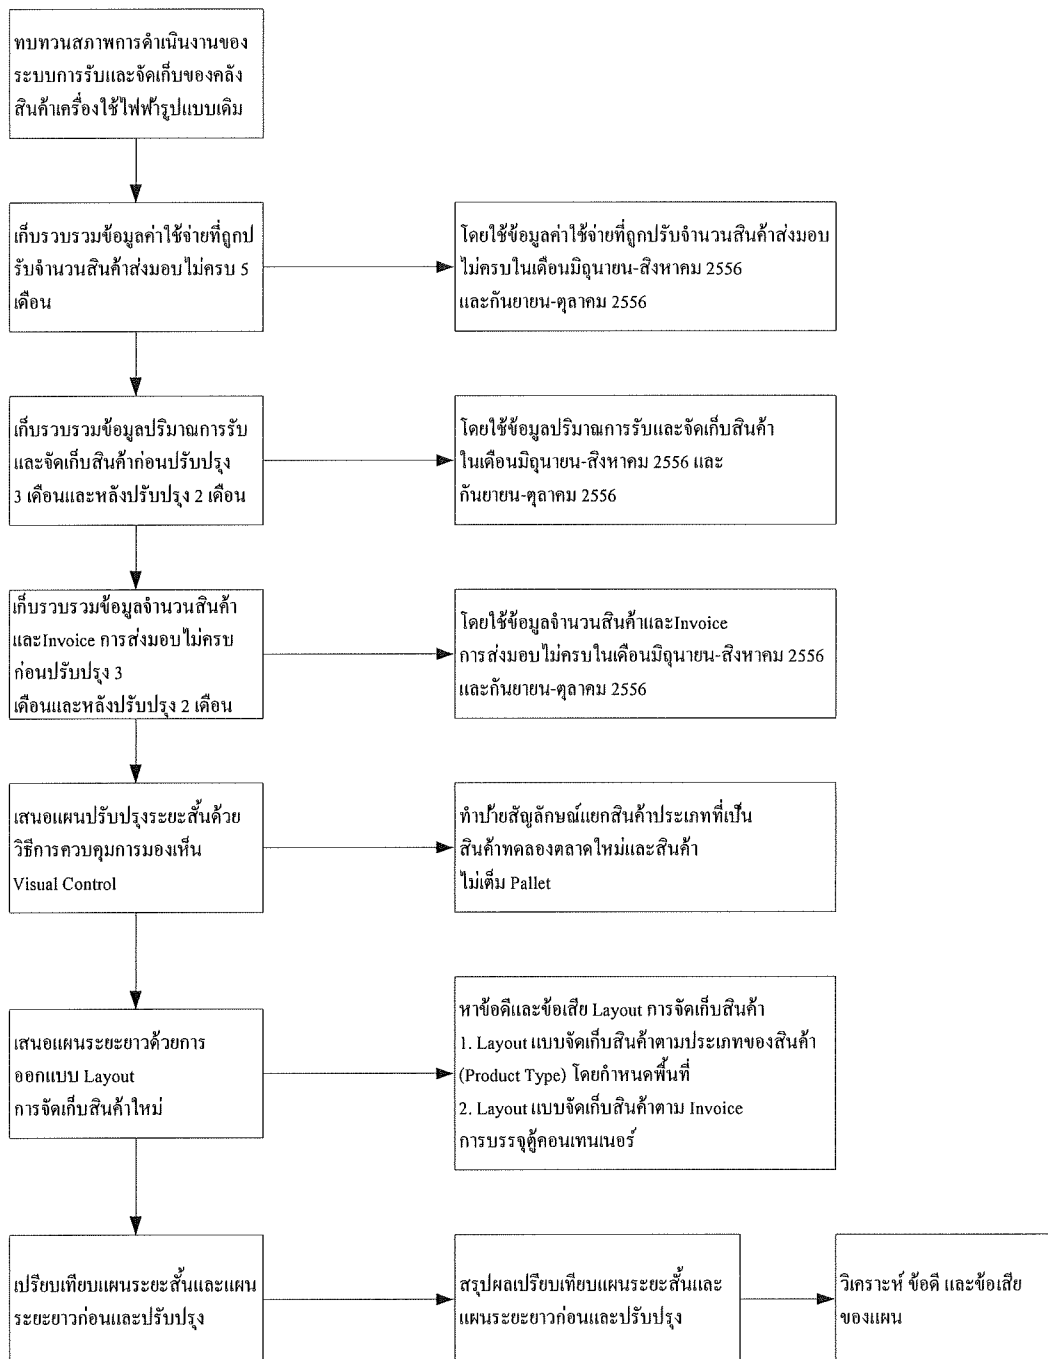 ทบทวนสภาพการดำเนินงานของ
ระบบการรับและจัดเก็บของคลัง
สินค้าเครื่องใช้ไฟฟ้ารูปแบบเดิม
เก็บรวบรวมข้อมูลค่าใช้จ่ายที่ถูกป
รับจำนวนสินค้าส่งมอบไม่ครบ 5
เดือน
โดยใช้ข้อมูลค่าใช้จ่ายที่ถูกปรับจำนวนสินค้าส่งมอบ
ไม่ครบในเดือนมิถุนายน-สิงหาคม 2556
และกันยายน-ตุลาคม 2556
เก็บรวบรวมข้อมูลปริมาณการรับ
และจัดเก็บสินค้าก่อนปรับปรุง
3 เดือนและหลังปรับปรุง 2 เดือน
โดยใช้ข้อมูลปริมาณการรับและจัดเก็บสินค้า
ในเดือนมิถุนายน-สิงหาคม 2556 และ
กันยายน-ตุลาคม 2556
เก็บรวบรวมข้อมูลจำนวนสินค้า
และInvoice การส่งมอบไม่ครบ
ก่อนปรับปรุง 3
เดือนและหลังปรับปรุง 2 เดือน
โดยใช้ข้อมูลจำนวนสินค้าและInvoice
การส่งมอบไม่ครบในเดือนมิถุนายน-สิงหาคม 2556
และกันยายน-ตุลาคม 2556
เสนอแผนปรับปรุงระยะสั้นด้วย
วิธีการควบคุมการมองเห็น
Visual Control
ทำป้ายสัญลักษณ์แยกสินค้าประเภทที่เป็น
สินค้าทดลองตลาดใหม่และสินค้า
ไม่เต็ม Pallet
เสนอแผนระยะยาวด้วยการ
ออกแบบ Layout
การจัดเก็บสินค้าใหม่
หาข้อดีและข้อเสีย Layout การจัดเก็บสินค้า
1. Layout แบบจัดเก็บสินค้าตามประเภทของสินค้า
(Product Type) โดยกำหนดพื้นที่
2. Layout แบบจัดเก็บสินค้าตาม Invoice
การบรรจุตู้คอนเทนเนอร์
เปรียบเทียบแผนระยะสั้นและแผน
ระยะยาวก่อนและปรับปรุง
สรุปผลเปรียบเทียบแผนระยะสั้นและ
แผนระยะยาวก่อนและปรับปรุง
วิเคราะห์ ข้อดี และข้อเสีย
ของแผน